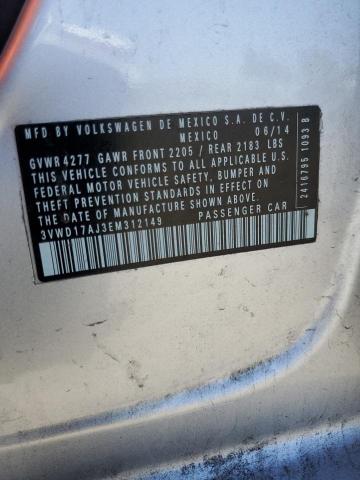 MFD BY VOLKSWAGEN DE MEXICO S.A. DE C.V.
MEXICO 06/14
GVWR 4277 GAWR FRONT 2205 / REAR 2183 LBS
THIS VEHICLE CONFORMS TO ALL APPLICABLE U.S.
FEDERAL MOTOR VEHICLE SAFETY, BUMPER AND
THEFT PREVENTION STANDARDS IN EFFECT ON
THE DATE OF MANUFACTURE SHOWN ABOVE.
3VWD17AJ3EM312149 PASSENGER CAR
2416795 1093 B